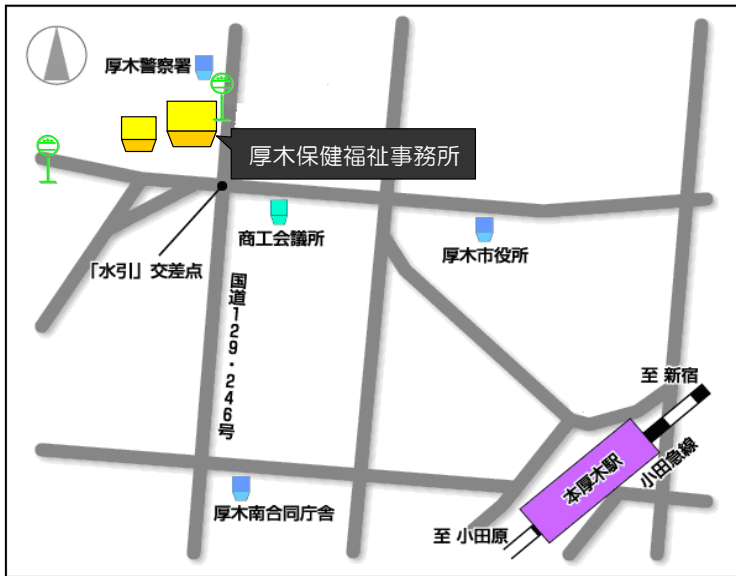 厚木警察署
厚木保健福祉事務所
商工会議所
厚木市役所
「水引」交差点
国道129・246号
至 新宿
本厚木駅
小田急線
厚木南合同庁舎
至 小田原